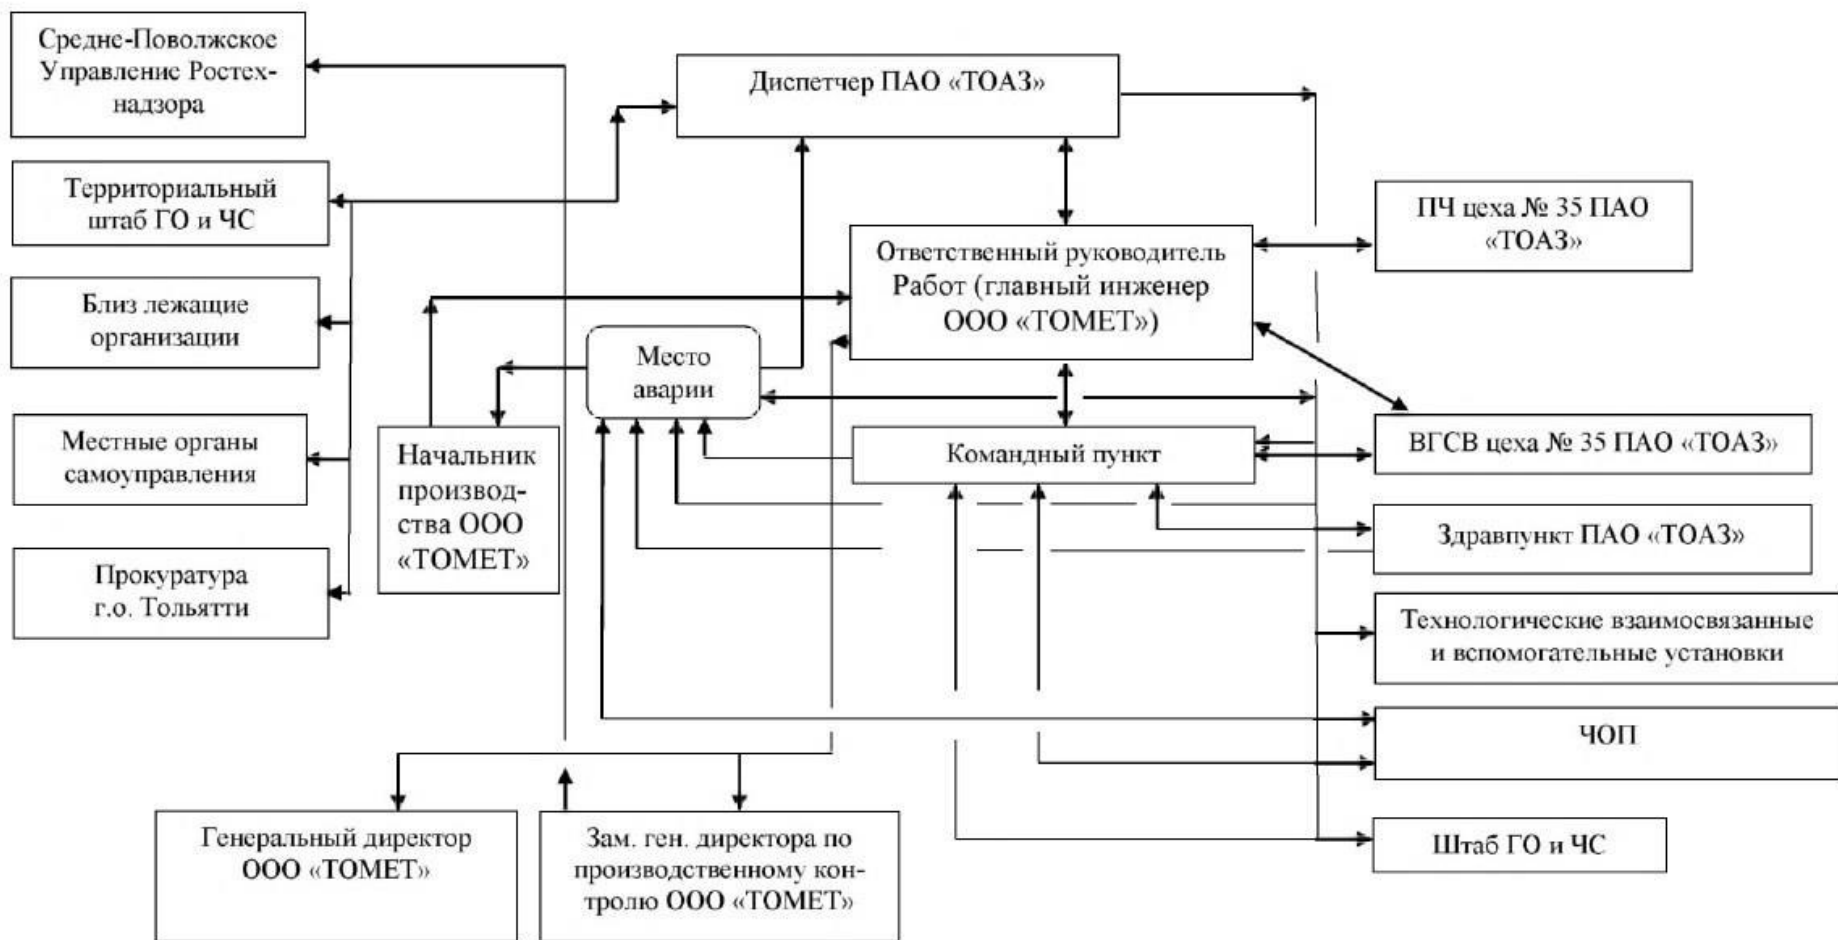 Средне-Поволжское
Управление Ростех-
надзора
Диспетчер ПАО «ТОАЗ»
Территориальный
штаб ГО и ЧС
ПЧ цеха № 35 ПАО
«ТОАЗ»
Ответственный руководитель
Работ (главный инженер
ООО «ТОМЕТ»)
Близ лежащие
организации
Место
аварии
Местные органы
самоуправления
Начальник
производ-
ства ООО
«ТОМЕТ»
Командный пункт
ВГСВ цеха № 35 ПАО «ТОАЗ»
Здравпункт ПАО «ТОАЗ»
Прокуратура
г.о. Тольятти
Технологические взаимосвязанные
и вспомогательные установки
ЧОП
Генеральный директор
ООО «ТОМЕТ»
Зам. ген. директора по
производственному кон-
тролю ООО «ТОМЕТ»
Штаб ГО и ЧС